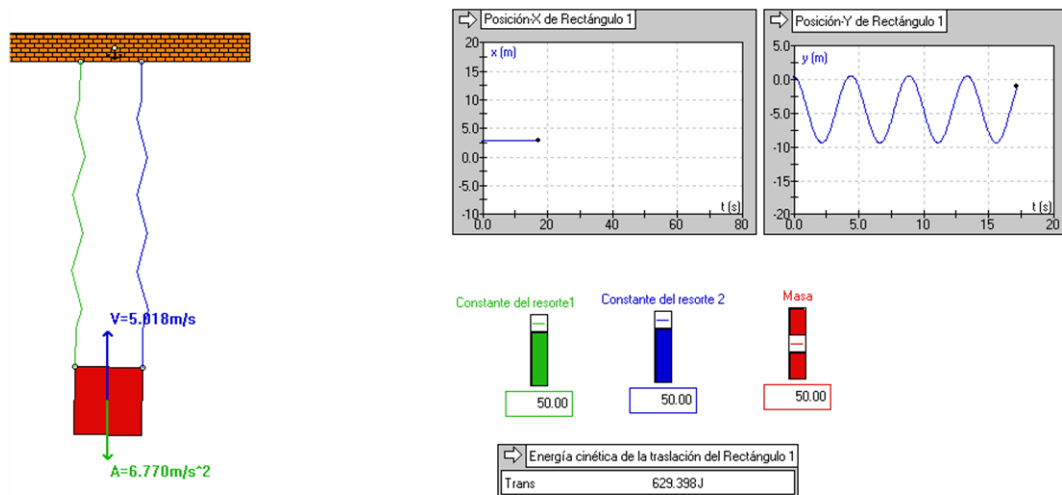 Posición-X de Rectángulo 1
x (m)
20
15
10
5.0
0.0
-5.0
-10
0.0
20
40
60
80
t (s)
Posición-Y de Rectángulo 1
y (m)
5.0
0.0
-5.0
-10
-15
-20
0.0
5.0
10
15
20
t (s)
V=5.018m/s
A=6.770m/s^2
Constante del resorte1
50.00
Constante del resorte 2
50.00
Masa
50.00
Energía cinética de la traslación del Rectángulo 1
Trans 629.398J